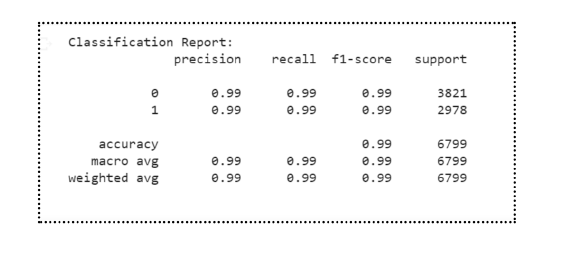 Classification Report:
precision recall f1-score support
0 0.99 0.99 0.99 3821
1 0.99 0.99 0.99 2978
accuracy 0.99 6799
macro avg 0.99 0.99 0.99 6799
weighted avg 0.99 0.99 0.99 6799